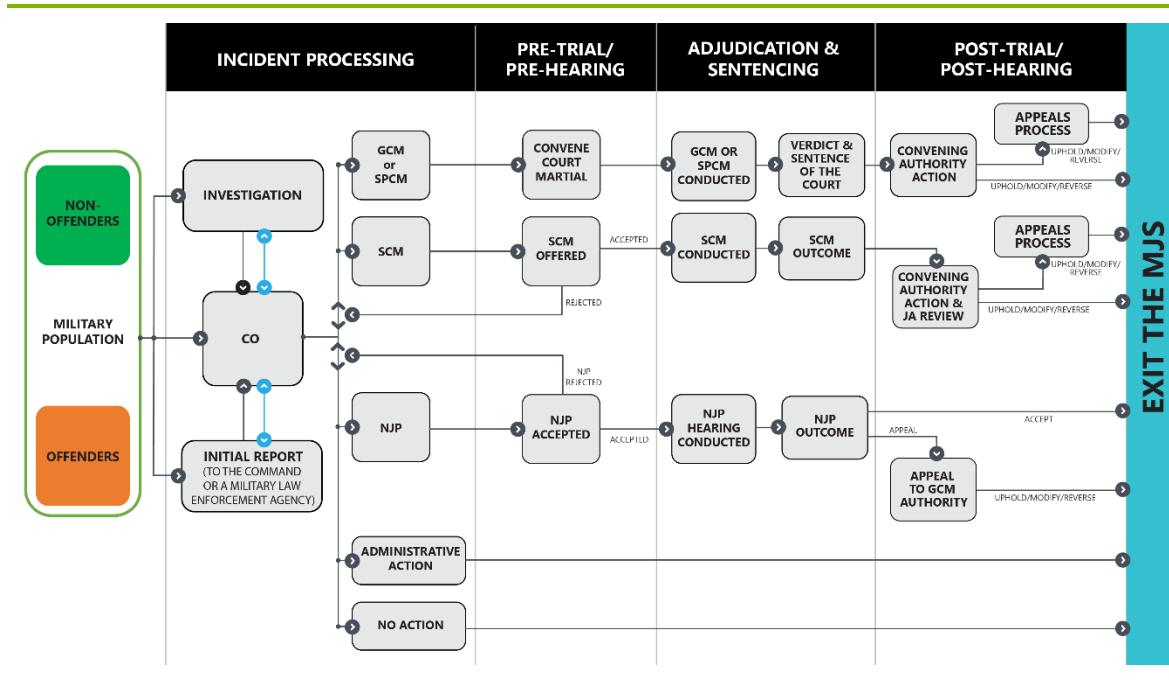 INCIDENT PROCESSING
PRE-TRIAL/
PRE-HEARING
ADJUDICATION &
SENTENCING
POST-TRIAL/
POST-HEARING
NON-
OFFENDERS
MILITARY
POPULATION
OFFENDERS
INVESTIGATION
CO
INITIAL REPORT
(TO THE COMMAND
OR A MILITARY LAW
ENFORCEMENT AGENCY)
GCM
or
SPCM
CONVENE
COURT
MARTIAL
GCM OR
SPCM
CONDUCTED
VERDICT &
SENTENCE
OF THE
COURT
CONVENING
AUTHORITY
ACTION
APPEALS
PROCESS
UPHOLD/MODIFY/
REVERSE
UPHOLD/MODIFY/REVERSE
SCM
SCM
OFFERED
ACCEPTED
REJECTED
SCM
CONDUCTED
SCM
OUTCOME
CONVENING
AUTHORITY
ACTION &
JA REVIEW
APPEALS
PROCESS
UPHOLD/MODIFY/
REVERSE
UPHOLD/MODIFY/REVERSE
NJP
REJECTED
NJP
NJP
ACCEPTED
ACCEPTED
NJP
HEARING
CONDUCTED
NJP
OUTCOME
ACCEPT
APPEAL
APPEAL
TO GCM
AUTHORITY
UPHOLD/MODIFY/REVERSE
ADMINISTRATIVE
ACTION
NO ACTION
EXIT THE MJS